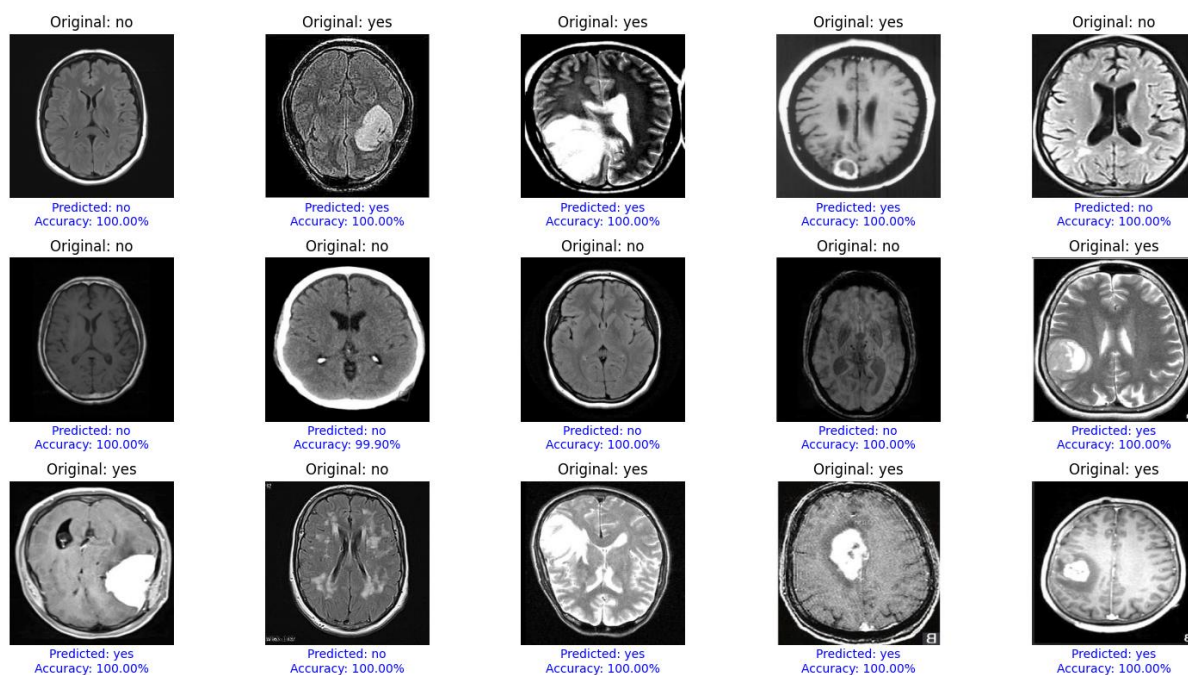 Original: no
Original: yes
Original: yes
Original: yes
Original: no
Predicted: no
Accuracy: 100.00%
Predicted: yes
Accuracy: 100.00%
Predicted: yes
Accuracy: 100.00%
Predicted: yes
Accuracy: 100.00%
Predicted: no
Accuracy: 100.00%
Original: no
Original: no
Original: no
Original: no
Original: yes
Predicted: no
Accuracy: 100.00%
Predicted: no
Accuracy: 99.90%
Predicted: no
Accuracy: 100.00%
Predicted: no
Accuracy: 100.00%
Predicted: yes
Accuracy: 100.00%
Original: yes
Original: no
Original: yes
Original: yes
Original: yes
Predicted: yes
Accuracy: 100.00%
Predicted: no
Accuracy: 100.00%
Predicted: yes
Accuracy: 100.00%
Predicted: yes
Accuracy: 100.00%
Predicted: yes
Accuracy: 100.00%